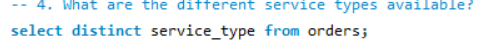 -- 4. What are the different service types available?
select distinct service_type from orders;